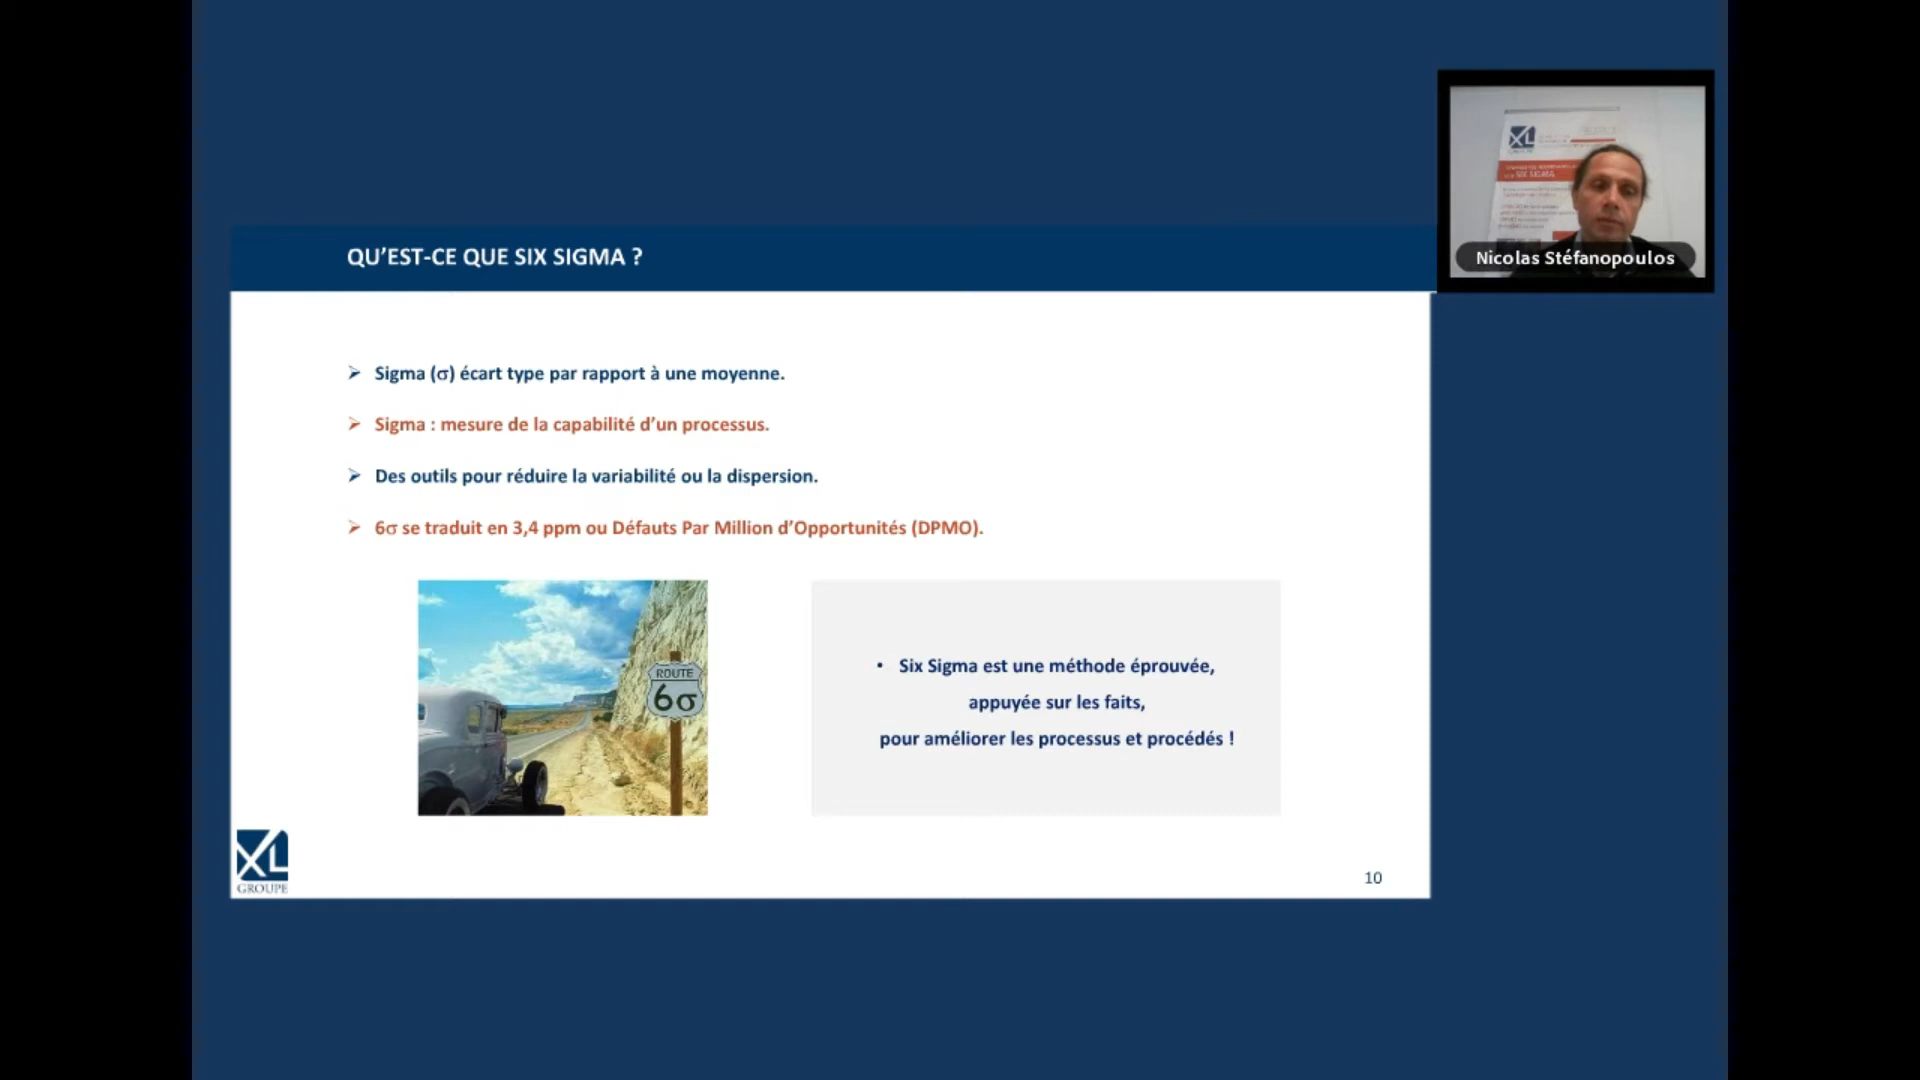 QU’EST-CE QUE SIX SIGMA ?
XL
SIX SIGMA
Nicolas Stéfanopoulos
➢ Sigma (σ) écart type par rapport à une moyenne.
➢ Sigma : mesure de la capabilité d’un processus.
➢ Des outils pour réduire la variabilité ou la dispersion.
➢ 6σ se traduit en 3,4 ppm ou Défauts Par Million d’Opportunités (DPMO).
ROUTE
6σ
• Six Sigma est une méthode éprouvée,
appuyée sur les faits,
pour améliorer les processus et procédés !
XL
GROUPE
10